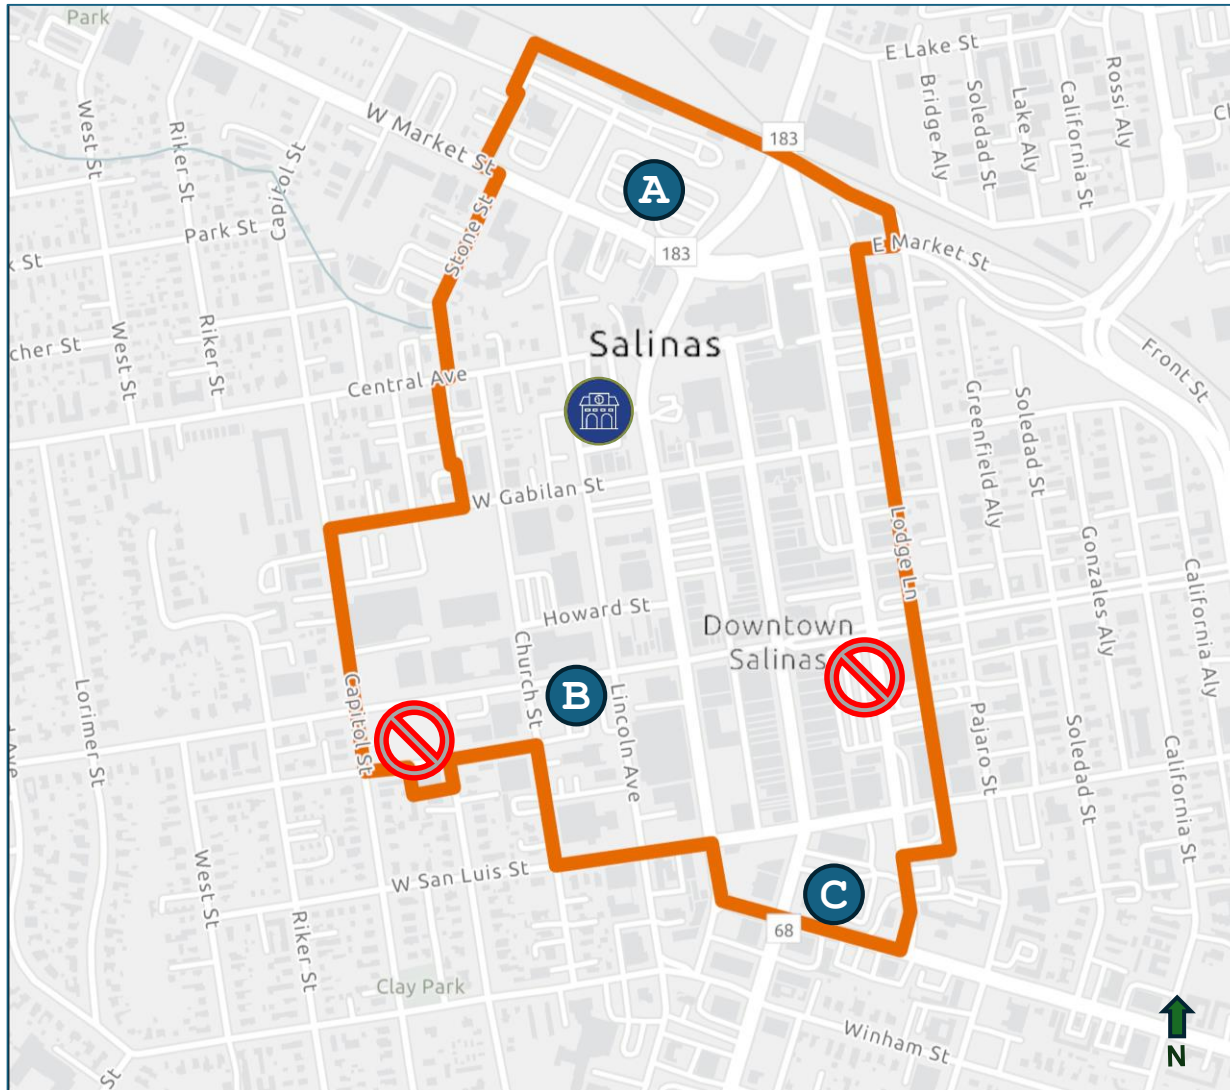 Park
E Lake St
Rossi Aly
Bridge Aly
Soledad St
Lake Aly
California St
West St
Riker St
W Market St
183
Capitol St
A
Park St
Stone St
183
E Market St
k St
Salinas
cher St
West St
Riker St
Central Ave
Front St
Greenfield Aly
Soledad St
W Gabilan St
Lodge Ln
Gonzales Aly
California Aly
Howard St
Downtown
Salinas
Church St
B
Lincoln Ave
Capitol St
Lorimer St
d Ave
Pajaro St
Soledad St
California St
West St
W San Luis St
C
Riker St
68
Clay Park
Winham St
N
St